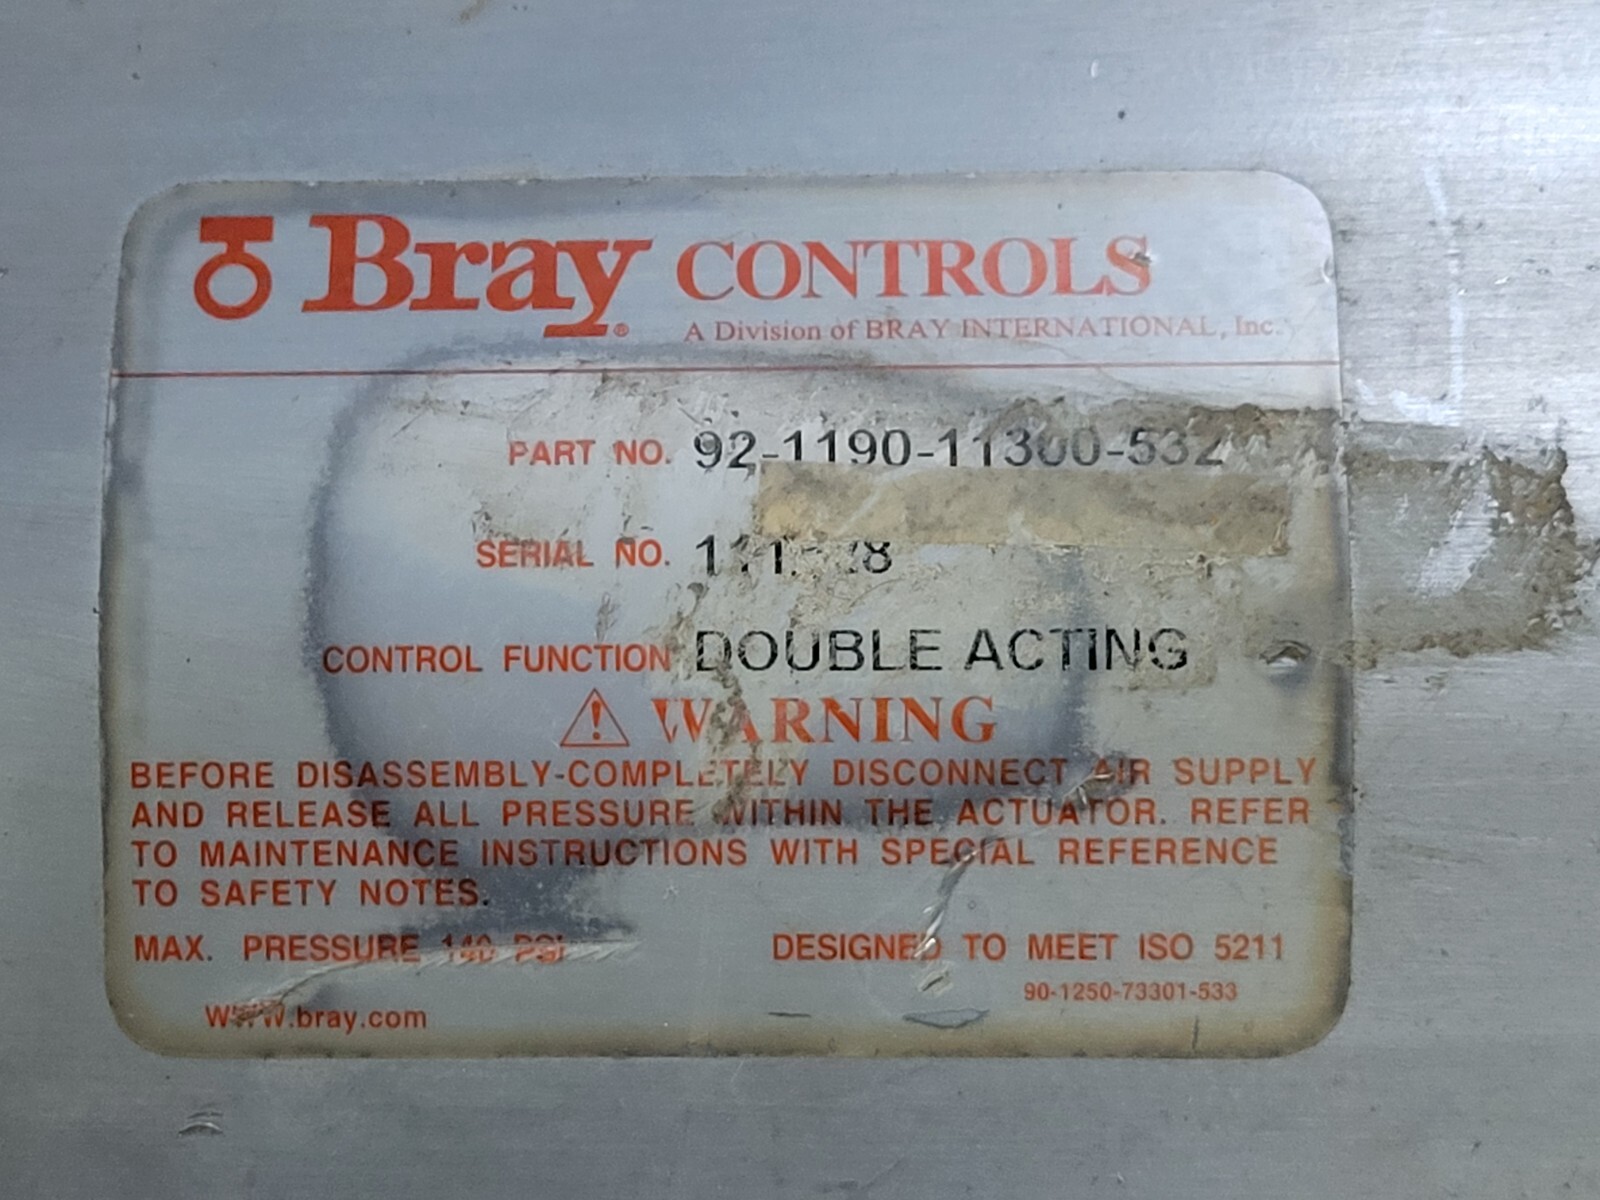 Bray® CONTROLS
A Division of BRAY INTERNATIONAL, Inc.
PART NO. 92-1190-11300-532
SERIAL NO.
CONTROL FUNCTION DOUBLE ACTING
WARNING
BEFORE DISASSEMBLY-COMPLETELY DISCONNECT AIR SUPPLY
AND RELEASE ALL PRESSURE WITHIN THE ACTUATOR. REFER
TO MAINTENANCE INSTRUCTIONS WITH SPECIAL REFERENCE
TO SAFETY NOTES.
MAX. PRESSURE 140 PSI DESIGNED TO MEET ISO 5211
90-1250-73301-533
www.bray.com